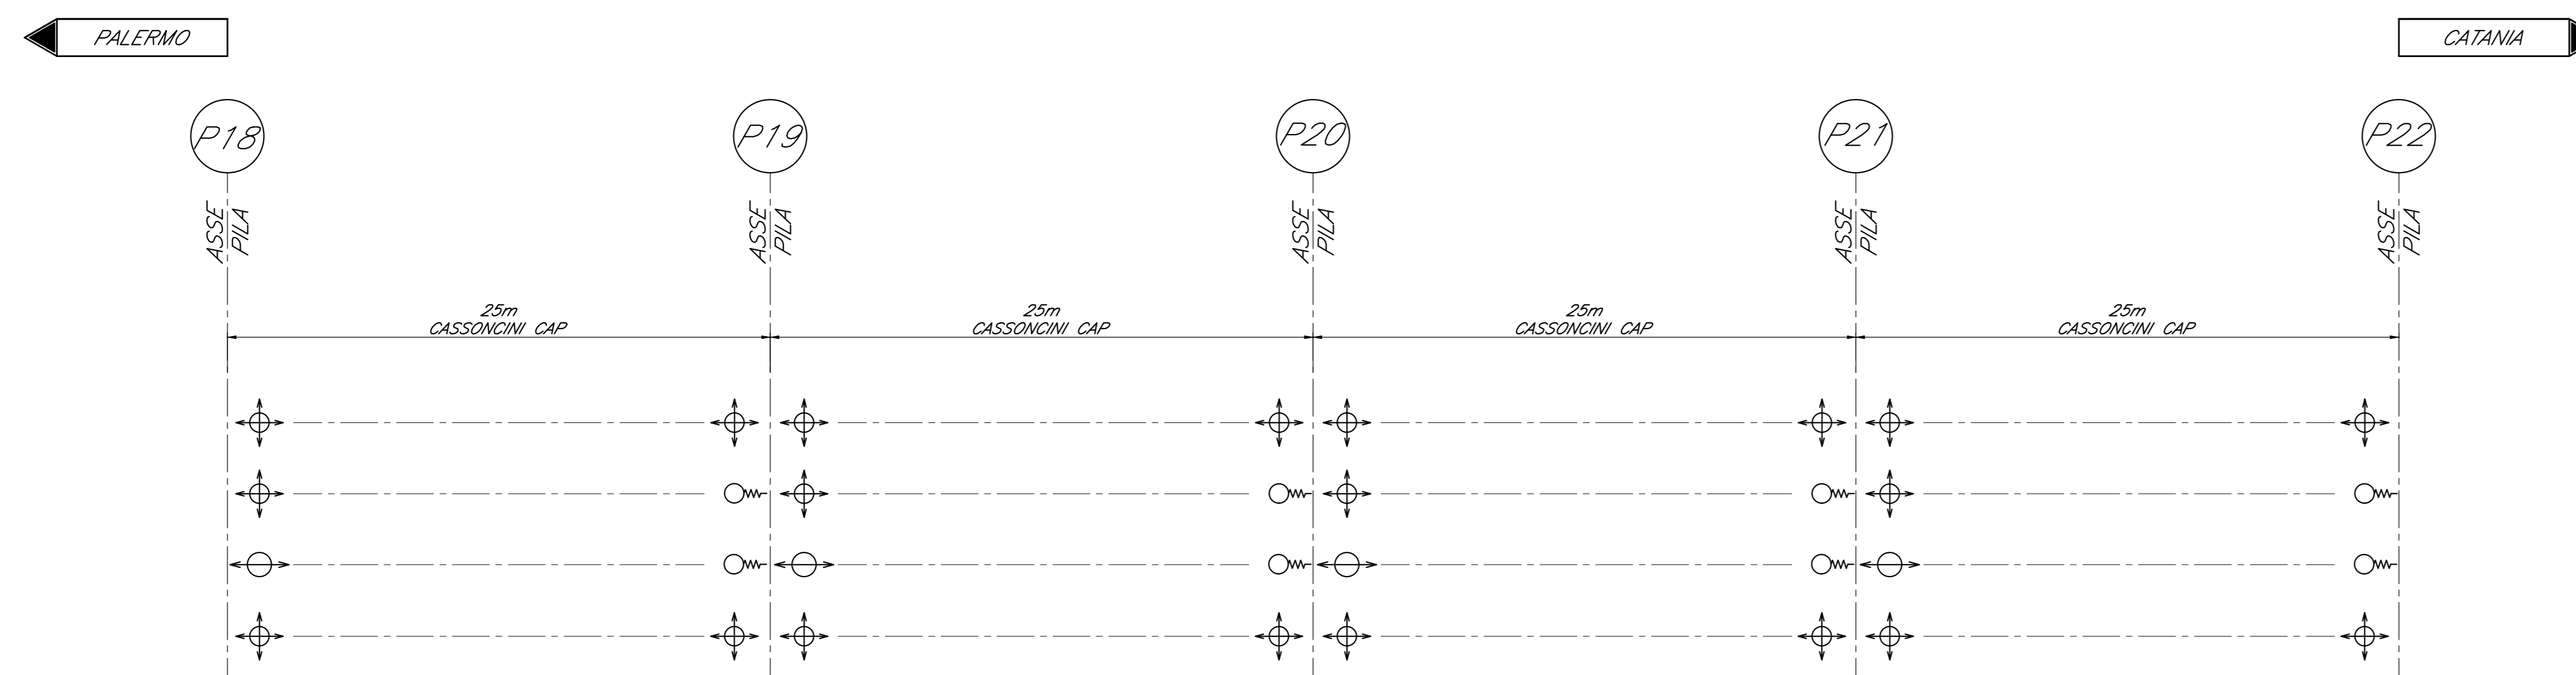 PALERMO
CATANIA
P18
P19
P20
P21
P22
ASSE
PILA
ASSE
PILA
ASSE
PILA
ASSE
PILA
ASSE
PILA
25m
CASSONCINI CAP
25m
CASSONCINI CAP
25m
CASSONCINI CAP
25m
CASSONCINI CAP